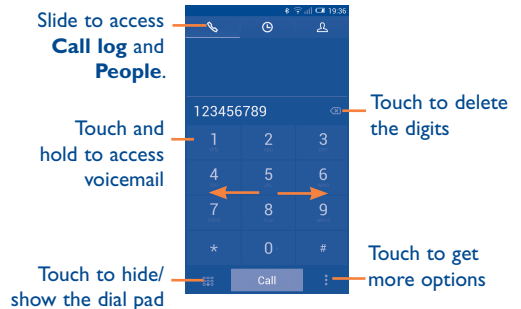 19:36
Slide to access
Call log and
People.
123456789
Touch to delete
the digits
Touch and
hold to access
voicemail
1 2 3
4 5 6
7 8 9
* 0 #
Touch to hide/
show the dial pad
Call
Touch to get
more options